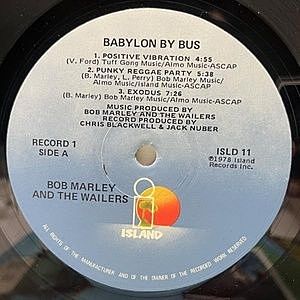 BABYLON BY BUS
1. POSITIVE VIBRATION 4:55
(V. Ford) Tuff Gong Music/Almo Music-ASCAP
2. PUNKY REGGAE PARTY 5:38
(B. Marley, L. Perry) Bob Marley Music/
Almo Music/Island Music-ASCAP
3. EXODUS 7:26
(B. Marley) Bob Marley Music/Almo Music-ASCAP
MUSIC PRODUCED BY
BOB MARLEY AND THE WAILERS
RECORD PRODUCED BY
CHRIS BLACKWELL & JACK NUBER
RECORD 1
SIDE A
ISLD 11
℗1978 Island
Records Inc.
BOB MARLEY
AND THE WAILERS
ISLAND
ALL RIGHTS OF THE MANUFACTURER AND OF THE OWNER OF THE RECORDED WORK RESERVED